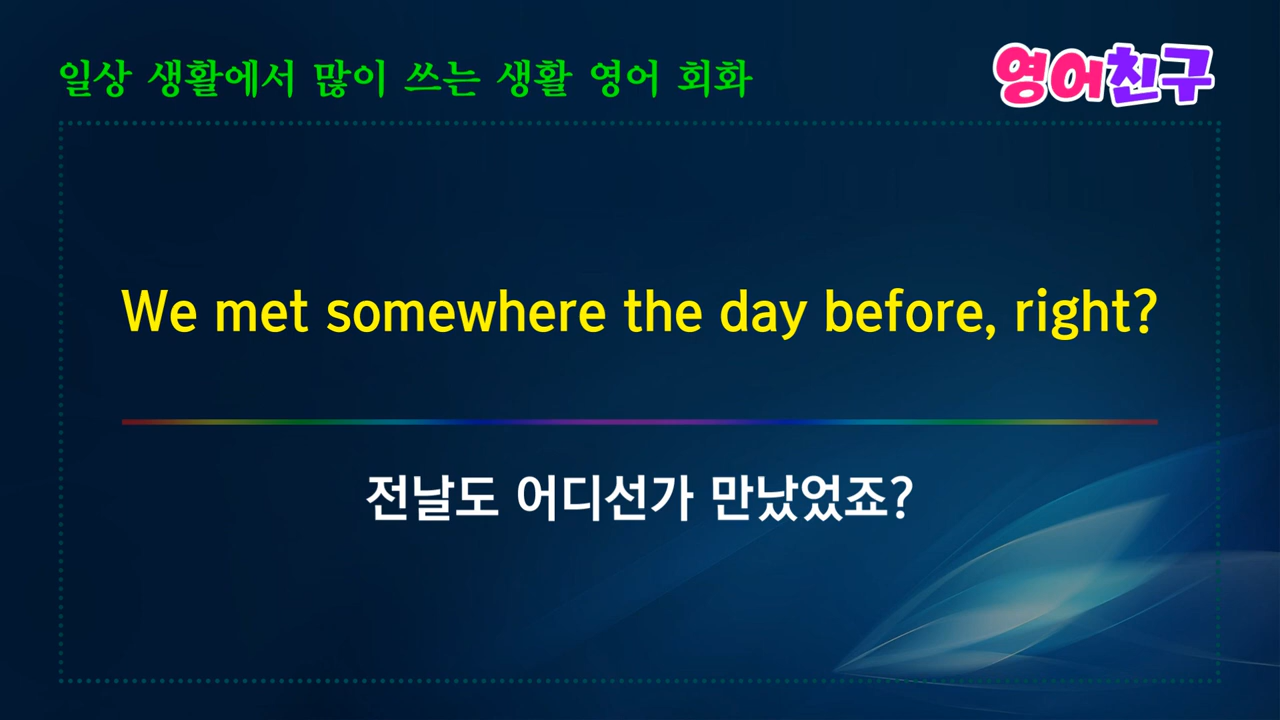 일상 생활에서 많이 쓰는 생활 영어 회화
영어친구
We met somewhere the day before, right?
전날도 어디선가 만났었죠?